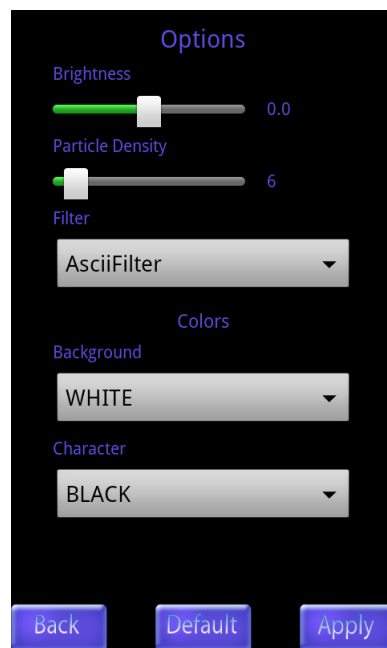 Options
Brightness
0.0
Particle Density
6
Filter
AsciiFilter
Colors
Background
WHITE
Character
BLACK
Back Default Apply